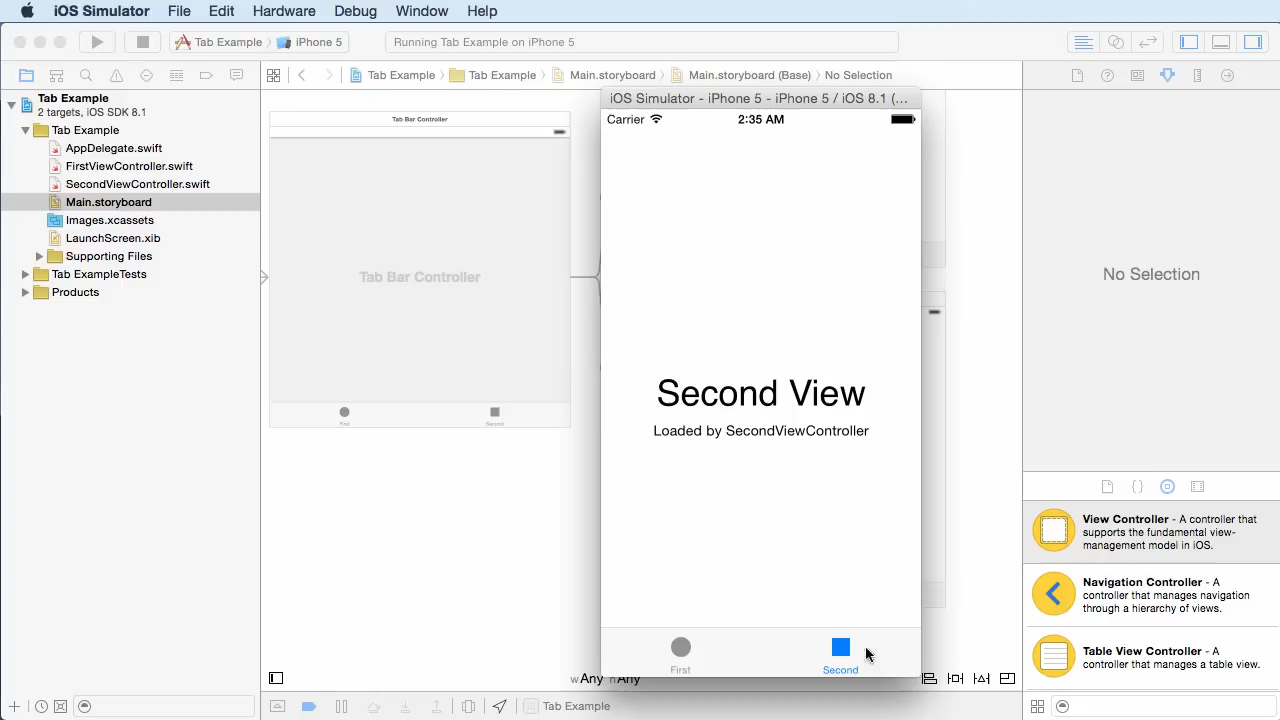 iOS Simulator File Edit Hardware Debug Window Help
Tab Example iPhone 5
Running Tab Example on iPhone 5
Tab Example Tab Example Main.storyboard Main.storyboard (Base) No Selection
Tab Example
2 targets, iOS SDK 8.1
Tab Example
AppDelegate.swift
FirstViewController.swift
SecondViewController.swift
Main.storyboard
Images.xcassets
LaunchScreen.xib
Supporting Files
Tab ExampleTests
Products
Tab Bar Controller
Tab Bar Controller
First Second
iOS Simulator - iPhone 5 - iPhone 5 / iOS 8.1 (...
Carrier 2:35 AM
Second View
Loaded by SecondViewController
First Second
wAny hAny
Tab Example
No Selection
View Controller - A controller that
supports the fundamental view-
management model in iOS.
Navigation Controller - A
controller that manages navigation
through a hierarchy of views.
Table View Controller - A
controller that manages a table view.